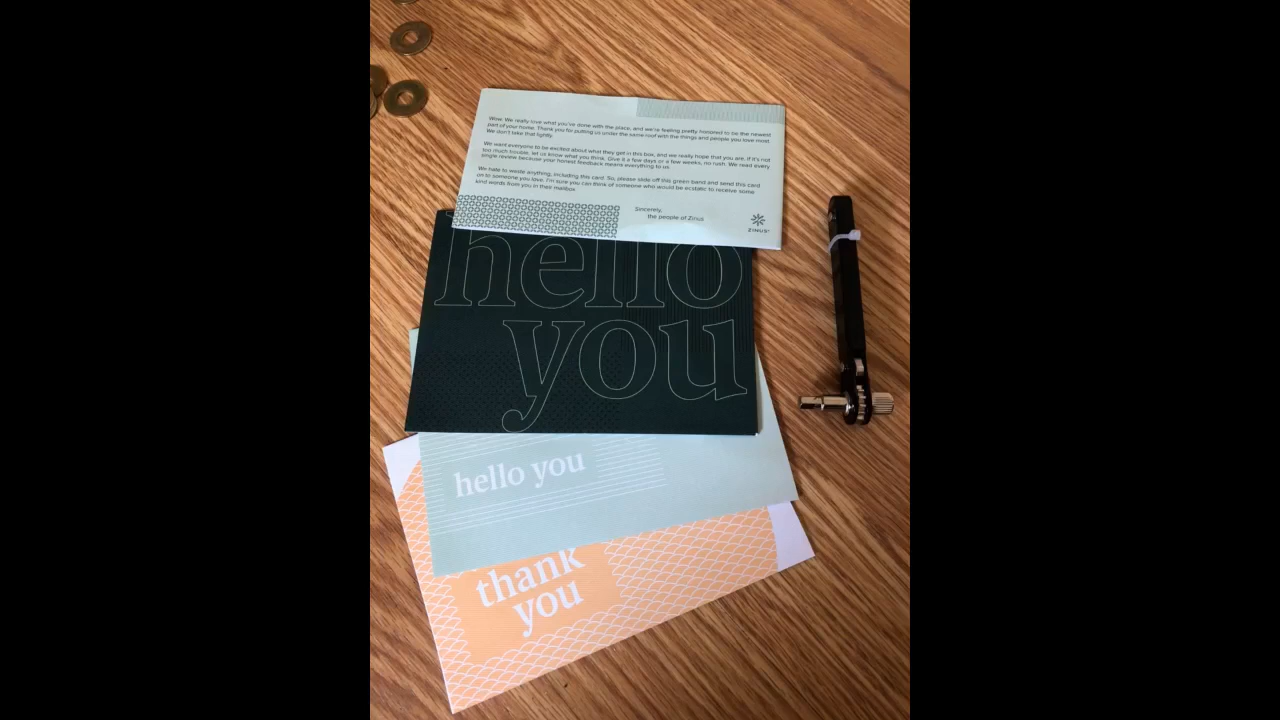 Wow. We really love what you've done with the place, and we're feeling pretty honored to be the newest
part of your home. Thank you for putting us under the same roof with the things and people you love most.
We don't take that lightly.
We want everyone to be excited about what they get in this box, and we really hope that you are. If it's not
too much trouble, let us know what you think. Give it a few days or a few weeks, no rush. We read every
single review because your honest feedback means everything to us.
We hate to waste anything, including this card. So, please slide off this green band and send this card
on to someone you love. I'm sure you can think of someone who would be ecstatic to receive some
kind words from you in their mailbox.
Sincerely,
the people of Zinus
ZINUS
hello
you
hello you
thank
you